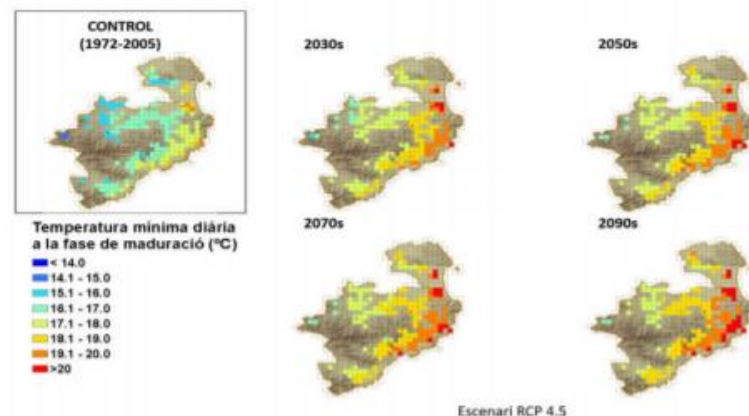 CONTROL
(1972-2005)
2030s
2050s
Temperatura mínima diària
a la fase de maduració (ºC)
< 14.0
14.1 - 15.0
15.1 - 16.0
16.1 - 17.0
17.1 - 18.0
18.1 - 19.0
19.1 - 20.0
>20
2070s
2090s
Escenari RCP 4.5